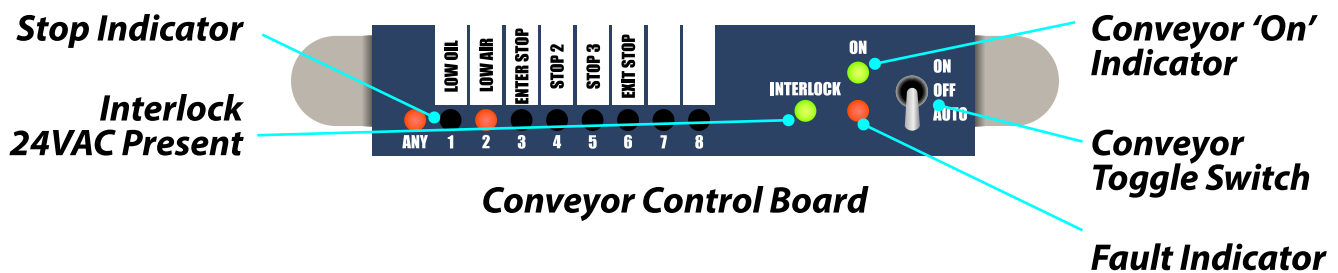 Stop Indicator
Interlock
24VAC Present
LOW OIL
LOW AIR
ENTER STOP
STOP 2
STOP 3
EXIT STOP
ANY 1 2 3 4 5 6 7 8
INTERLOCK
ON
ON
OFF
AUTO
Conveyor ‘On’
Indicator
Conveyor
Toggle Switch
Fault Indicator
Conveyor Control Board